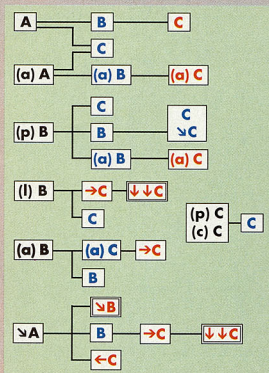 A B C
C
(a) A (a) B (a) C
C
(p) B B C
↘C
(a) B (a) C
(l) B →C ↓↓C
C
(p) C
(c) C C
(a) B (a) C →C
B
↘B
↘A B →C ↓↓C
←C